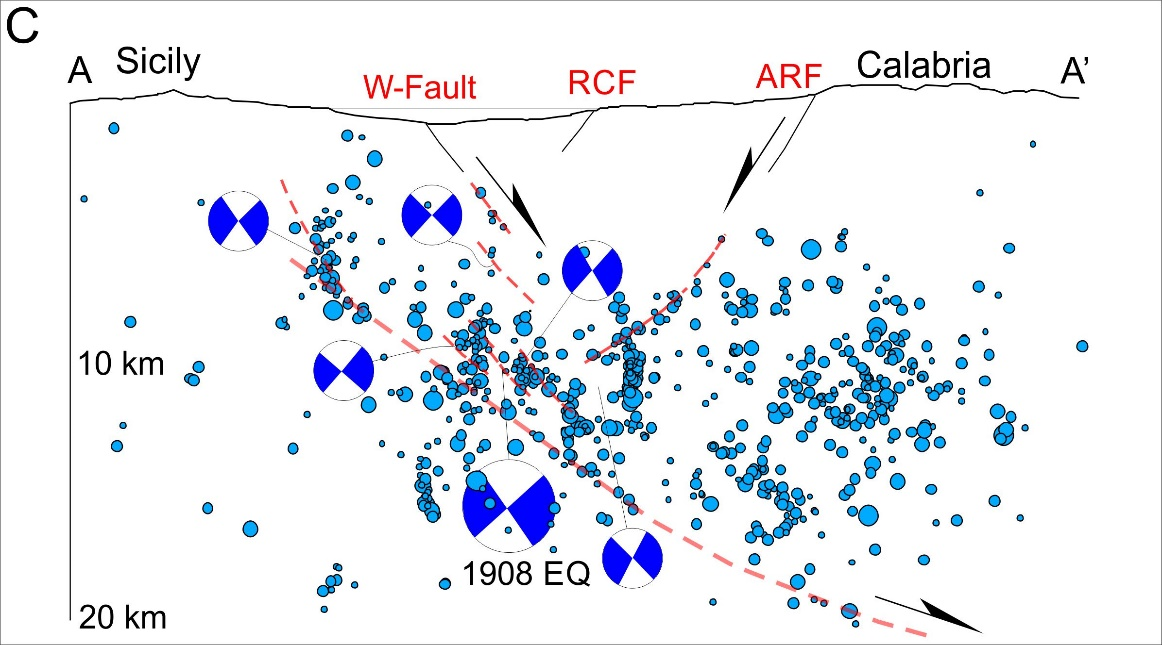 C
A Sicily W-Fault RCF ARF Calabria A’
10 km
1908 EQ
20 km